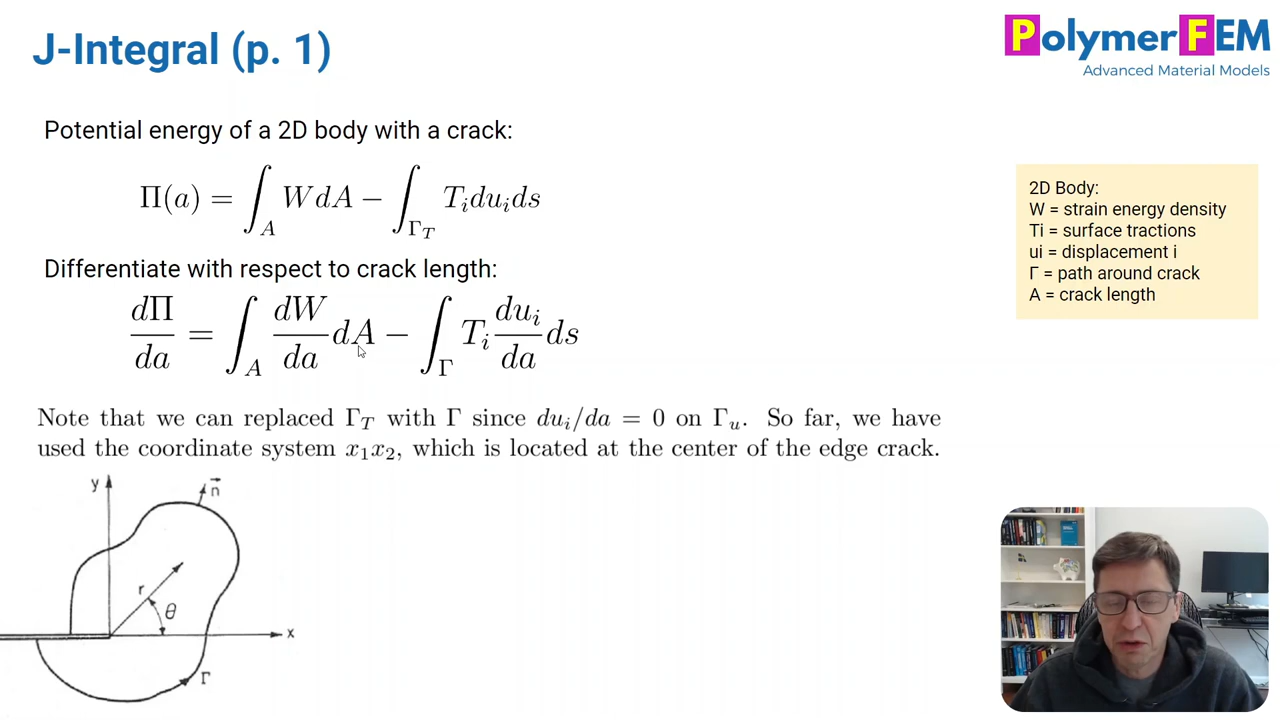 J-Integral (p. 1)
PolymerFEM
Advanced Material Models
Potential energy of a 2D body with a crack:
Π(a) = ∫_A W dA − ∫_{Γ_T} T_i du_i ds
Differentiate with respect to crack length:
dΠ/da = ∫_A dW/da dA − ∫_Γ T_i du_i/da ds
2D Body:
W = strain energy density
Ti = surface tractions
ui = displacement i
Γ = path around crack
A = crack length
Note that we can replaced Γ_T with Γ since du_i/da = 0 on Γ_u. So far, we have
used the coordinate system x₁x₂, which is located at the center of the edge crack.
y
n⃗
r
θ
x
Γ